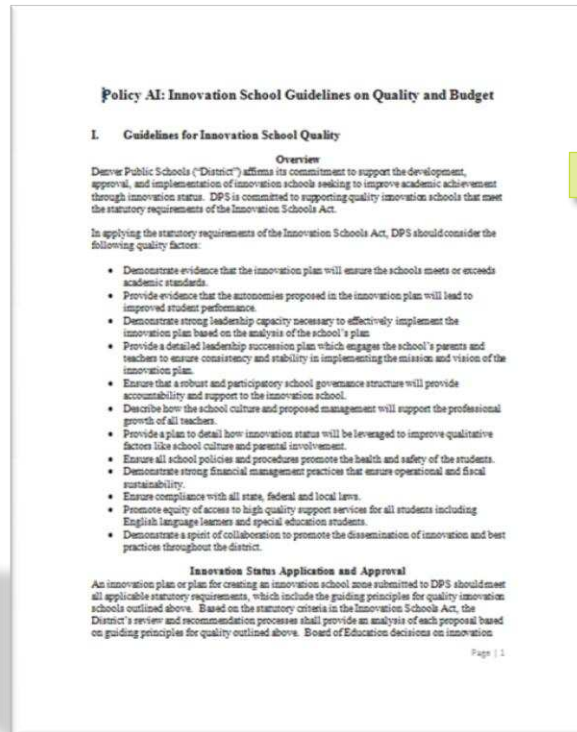 Policy AI: Innovation School Guidelines on Quality and Budget
I. Guidelines for Innovation School Quality
Overview
Denver Public Schools ("District") affirms its commitment to support the development,
approval, and implementation of innovation schools seeking to improve academic achievement
through innovation status. DPS is committed to supporting quality innovation schools that meet
the statutory requirements of the Innovation Schools Act.
In applying the statutory requirements of the Innovation Schools Act, DPS should consider the
following quality factors:
• Demonstrate evidence that the innovation plan will ensure the schools meets or exceeds
academic standards.
• Provide evidence that the autonomies proposed in the innovation plan will lead to
improved student performance.
• Demonstrate strong leadership capacity necessary to effectively implement the
innovation plan based on the analysis of the school's plan
• Provide a detailed leadership succession plan which engages the school's parents and
teachers to ensure consistency and stability in implementing the mission and vision of the
innovation plan.
• Ensure that a robust and participatory school governance structure will provide
accountability and support to the innovation school.
• Describe how the school culture and proposed management will support the professional
growth of all teachers.
• Provide a plan to detail how innovation status will be leveraged to improve qualitative
factors like school culture and parental involvement.
• Ensure all school policies and procedures promote the health and safety of the students.
• Demonstrate strong financial management practices that ensure operational and fiscal
sustainability.
• Ensure compliance with all state, federal and local laws.
• Promote equity of access to high quality support services for all students including
English language learners and special education students.
• Demonstrate a spirit of collaboration to promote the dissemination of innovation and best
practices throughout the district.
Innovation Status Application and Approval
An innovation plan or plan for creating an innovation school zone submitted to DPS should meet
all applicable statutory requirements, which include the guiding principles for quality innovation
schools outlined above. Based on the statutory criteria in the Innovation Schools Act, the
District's review and recommendation processes shall provide an analysis of each proposal based
on guiding principles for quality outlined above. Board of Education decisions on innovation
Page | 1